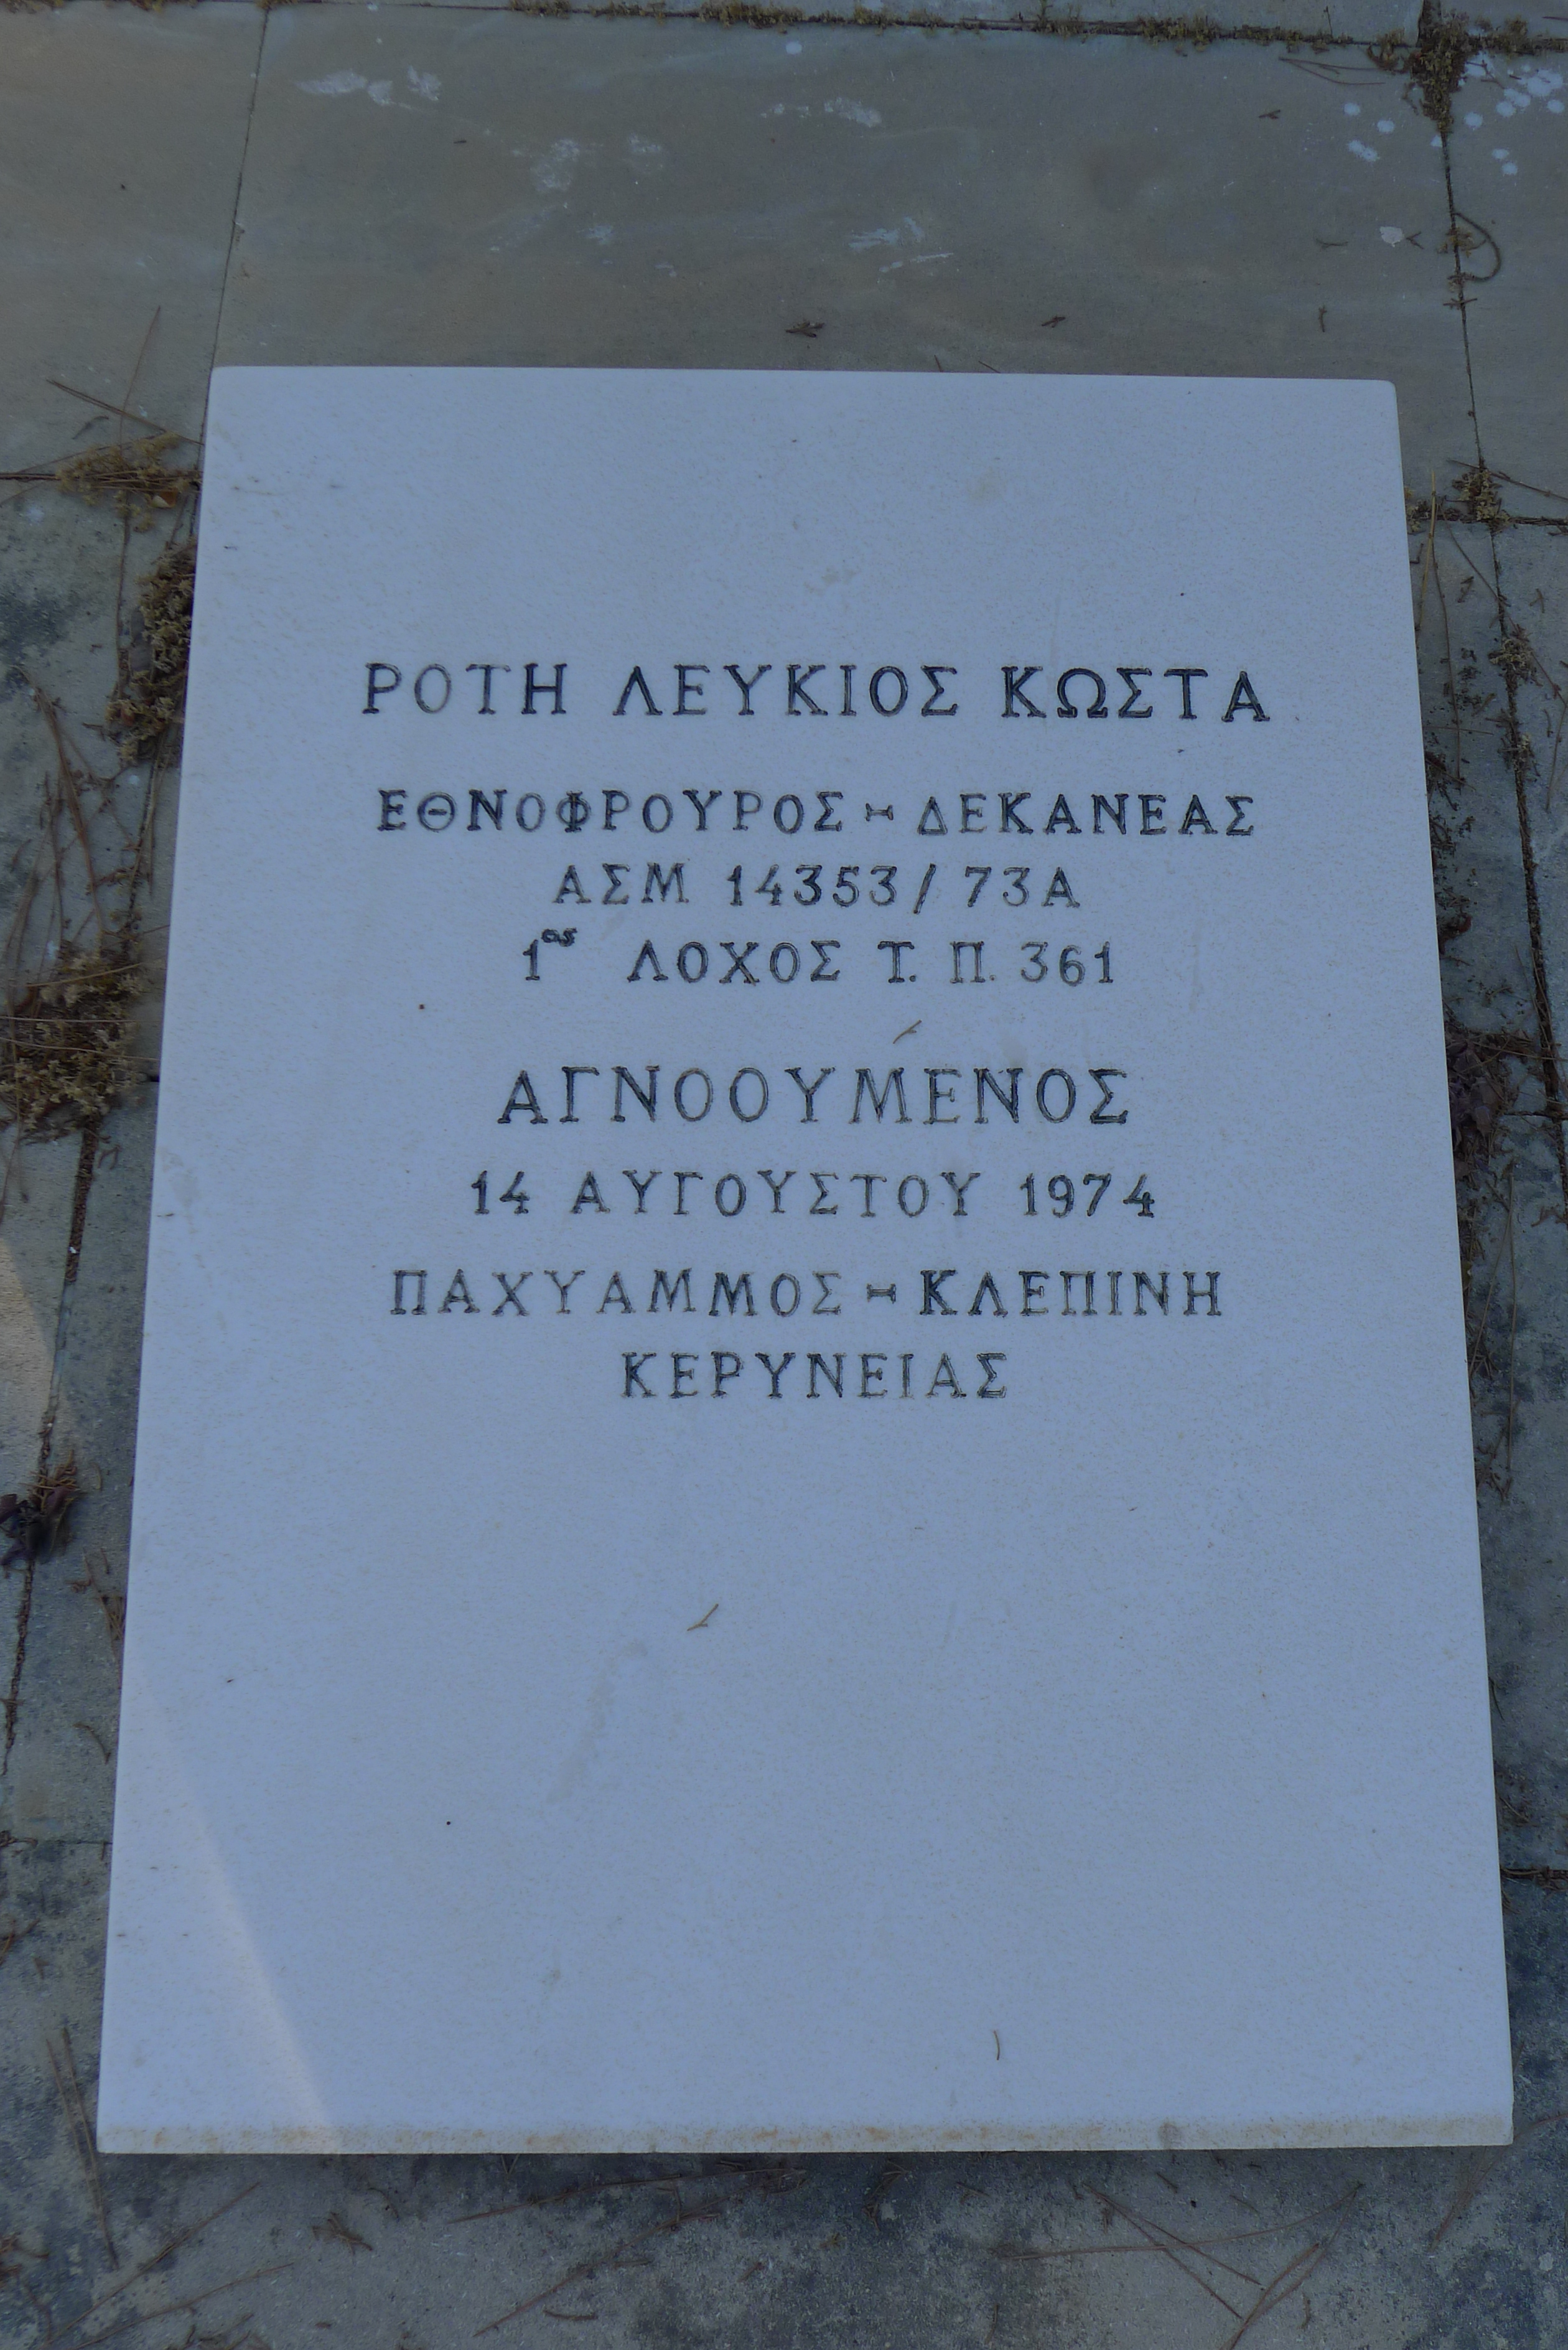 ΡΟΤΗ ΛΕΥΚΙΟΣ ΚΩΣΤΑ
ΕΘΝΟΦΡΟΥΡΟΣ - ΔΕΚΑΝΕΑΣ
ΑΣΜ 14353/73Α
1ος ΛΟΧΟΣ Τ. Π. 361
ΑΓΝΟΟΥΜΕΝΟΣ
14 ΑΥΓΟΥΣΤΟΥ 1974
ΠΑΧΥΑΜΜΟΣ - ΚΛΕΠΙΝΗ
ΚΕΡΥΝΕΙΑΣ